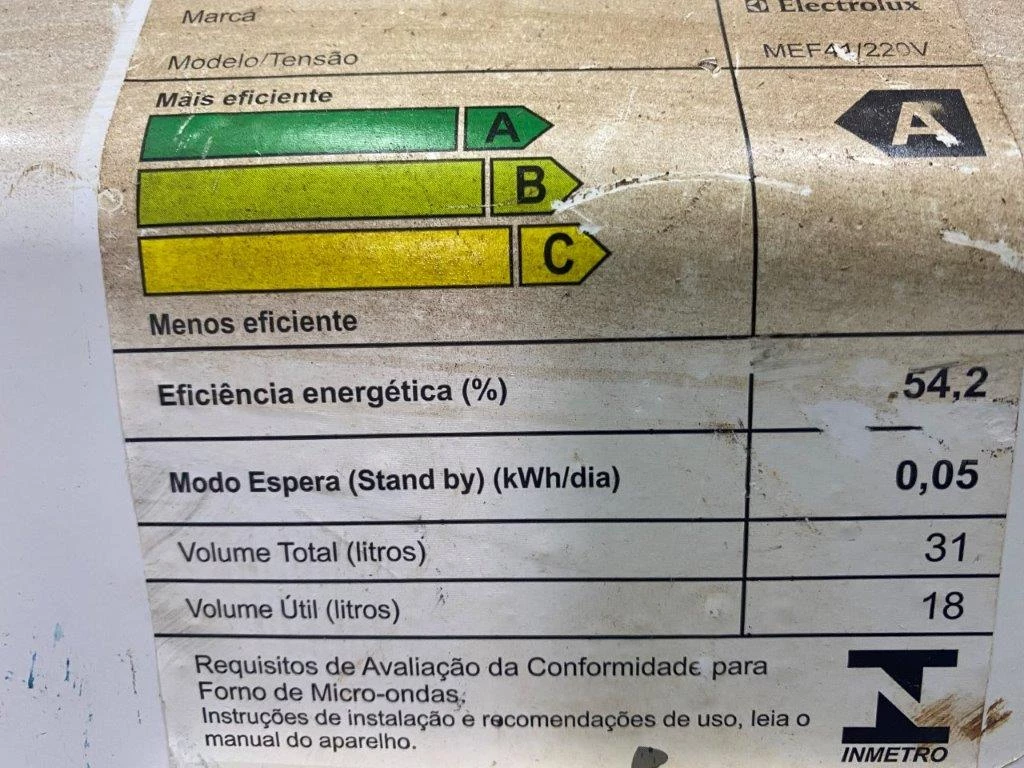 Marca Electrolux
Modelo/Tensão MEF41/220V
Mais eficiente
A A
B
C
Menos eficiente
Eficiência energética (%) 54,2
Modo Espera (Stand by) (kWh/dia) 0,05
Volume Total (litros) 31
Volume Útil (litros) 18
Requisitos de Avaliação da Conformidade para
Forno de Micro-ondas.
Instruções de instalação e recomendações de uso, leia o
manual do aparelho.
INMETRO